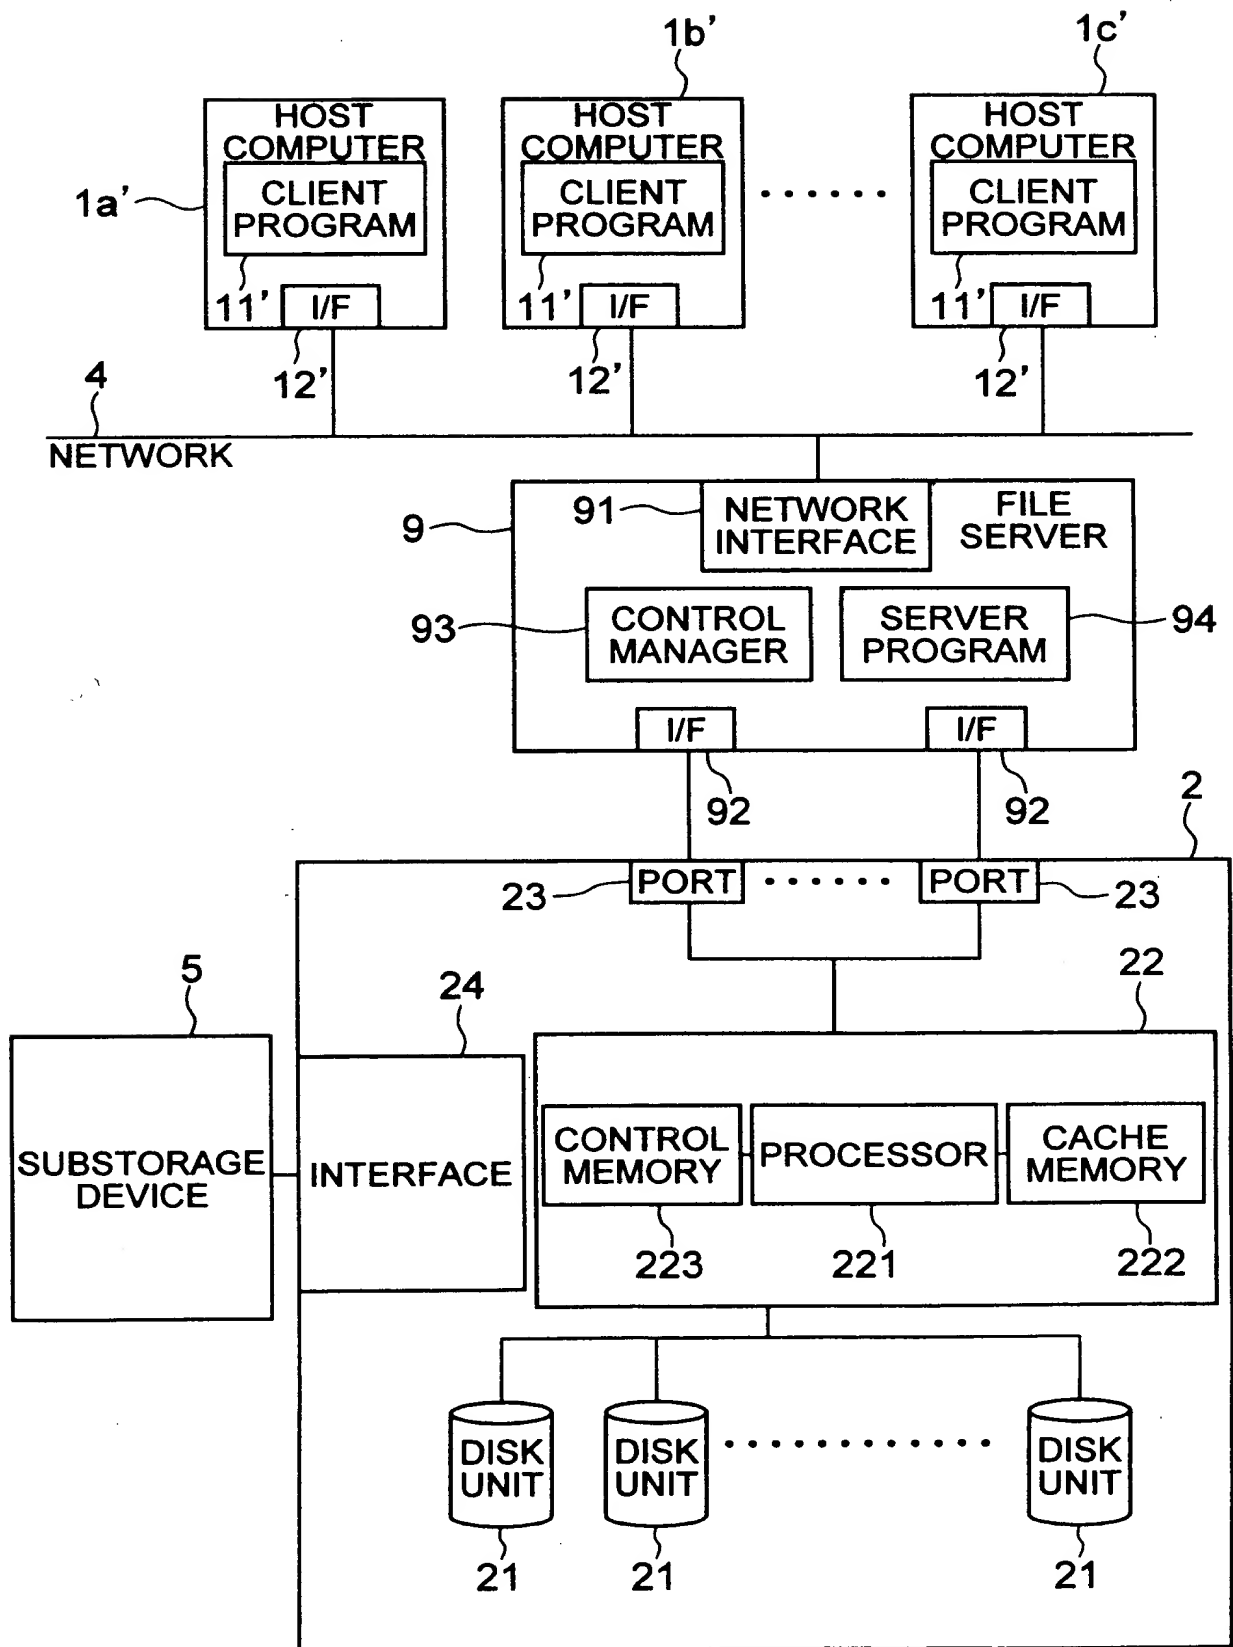 1b’
1c’
HOST
COMPUTER
HOST
COMPUTER
HOST
COMPUTER
1a’
CLIENT
PROGRAM
CLIENT
PROGRAM
CLIENT
PROGRAM
11’
I/F
11’
I/F
11’
I/F
12’
12’
12’
4
NETWORK
9
91
NETWORK
INTERFACE
FILE
SERVER
93
CONTROL
MANAGER
SERVER
PROGRAM
94
I/F
I/F
92
92
2
23
PORT
PORT
23
5
24
22
SUBSTORAGE
DEVICE
INTERFACE
CONTROL
MEMORY
PROCESSOR
CACHE
MEMORY
223
221
222
DISK
UNIT
DISK
UNIT
DISK
UNIT
21
21
21